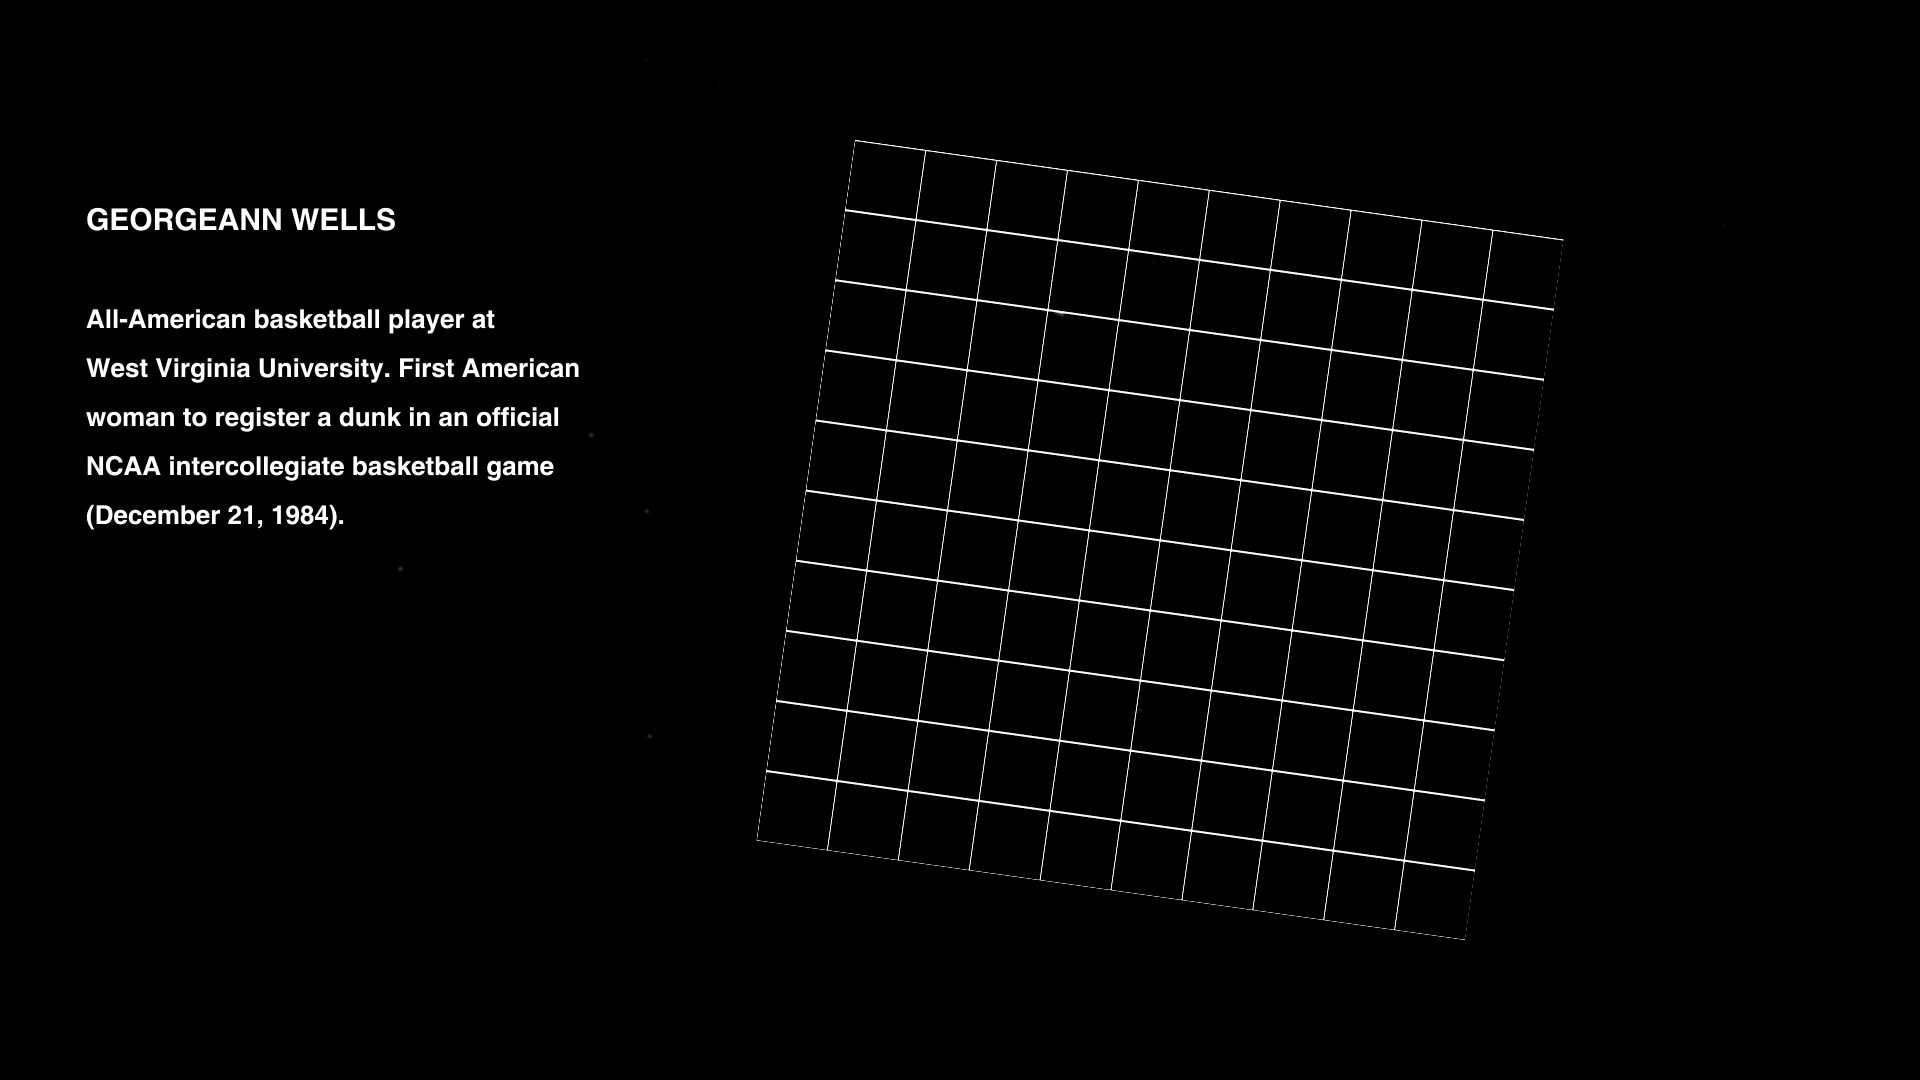 GEORGEANN WELLS
All-American basketball player at
West Virginia University. First American
woman to register a dunk in an official
NCAA intercollegiate basketball game
(December 21, 1984).